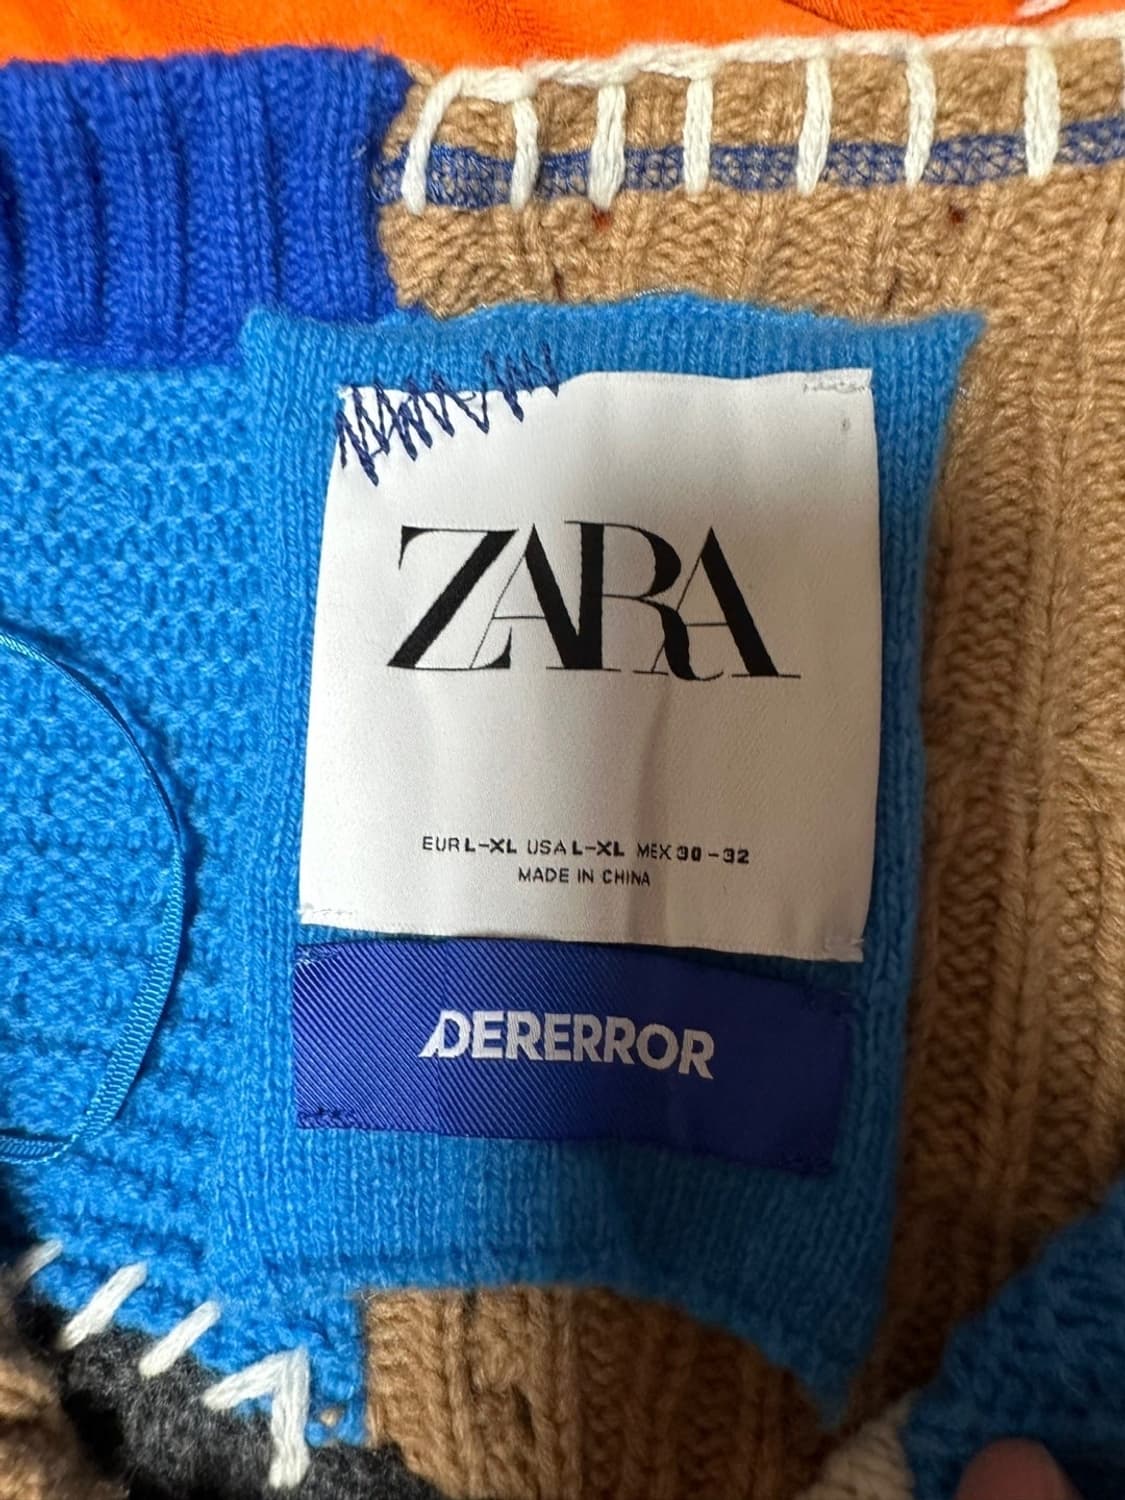 ZARA
EUR L-XL USA L-XL MEX 30-32
MADE IN CHINA
ADERERROR